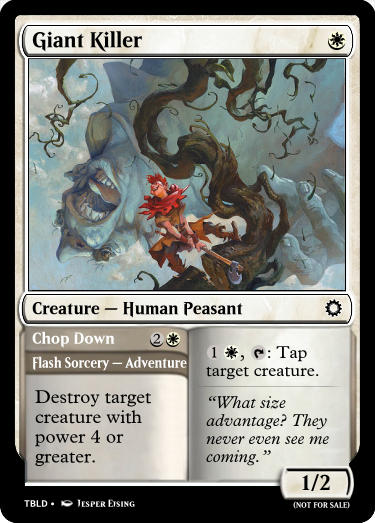 Giant Killer
Creature — Human Peasant
Chop Down 2
Flash Sorcery — Adventure
Destroy target
creature with
power 4 or
greater.
1 , : Tap
target creature.
“What size
advantage? They
never even see me
coming.”
1/2
TBLD • Jesper Ejsing
(NOT FOR SALE)